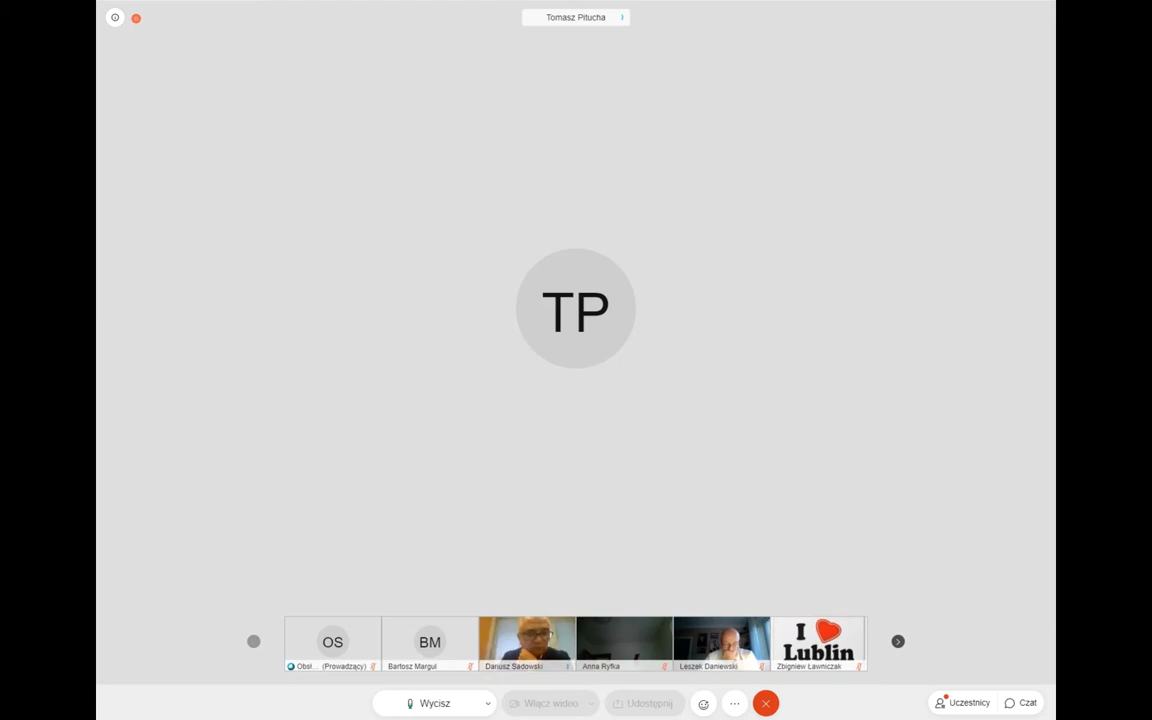 Tomasz Pitucha
TP
OS
BM
I
Lublin
Obsł... (Prowadzący)
Bartosz Margul
Dariusz Sadowski
Anna Ryfka
Leszek Daniewski
Zbigniew Ławniczak
Wycisz
Włącz wideo
Udostępnij
...
Uczestnicy
Czat